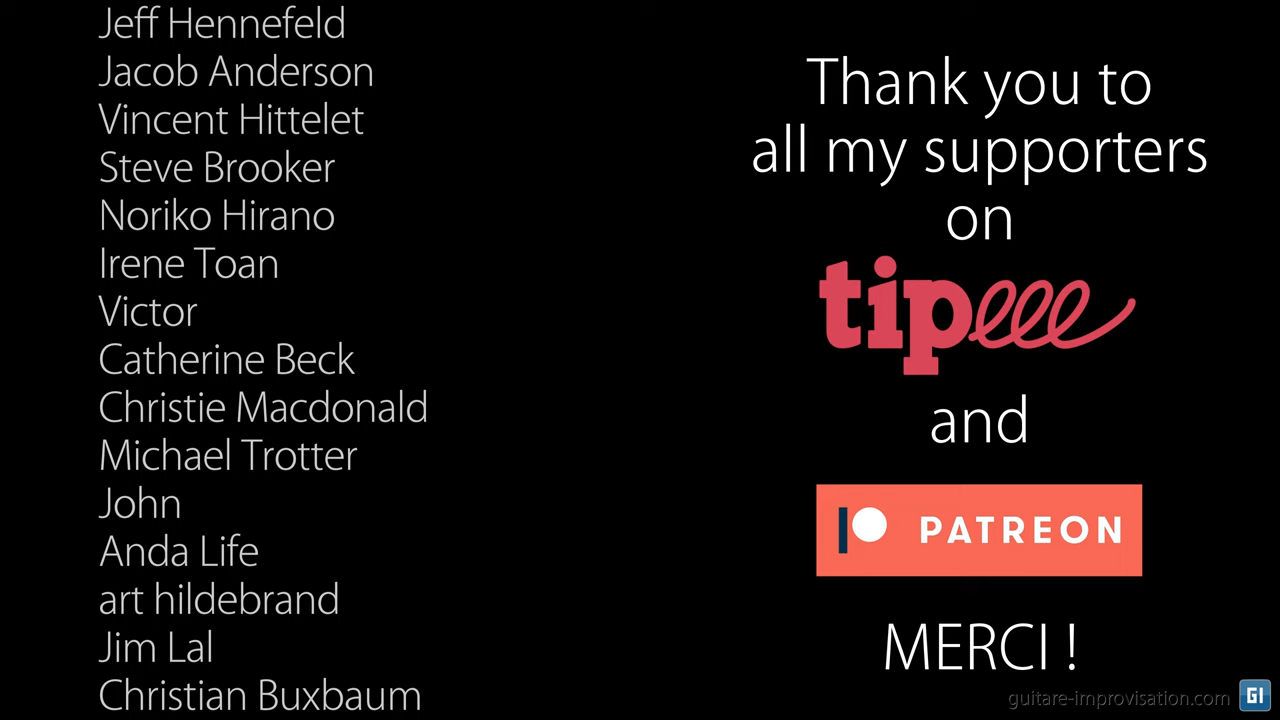 Jeff Hennefeld
Jacob Anderson
Vincent Hittelet
Steve Brooker
Noriko Hirano
Irene Toan
Victor
Catherine Beck
Christie Macdonald
Michael Trotter
John
Anda Life
art hildebrand
Jim Lal
Christian Buxbaum
Thank you to
all my supporters
on
tipeee
and
PATREON
MERCI !
guitare-improvisation.com GI